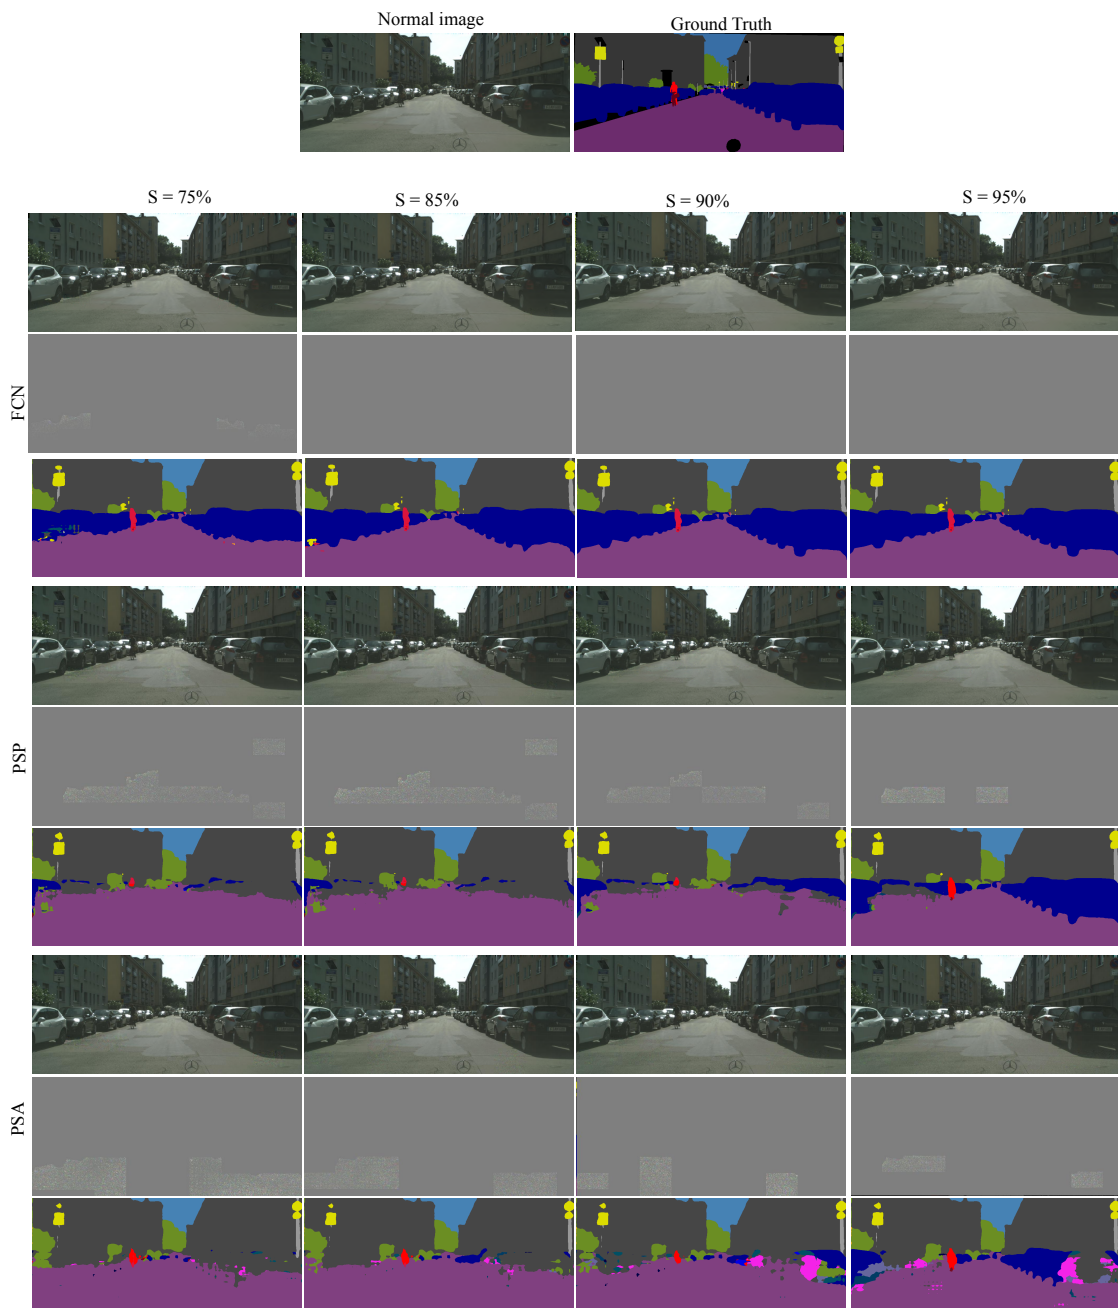 Normal image
Ground Truth
S = 75%
S = 85%
S = 90%
S = 95%
FCN
PSP
PSA